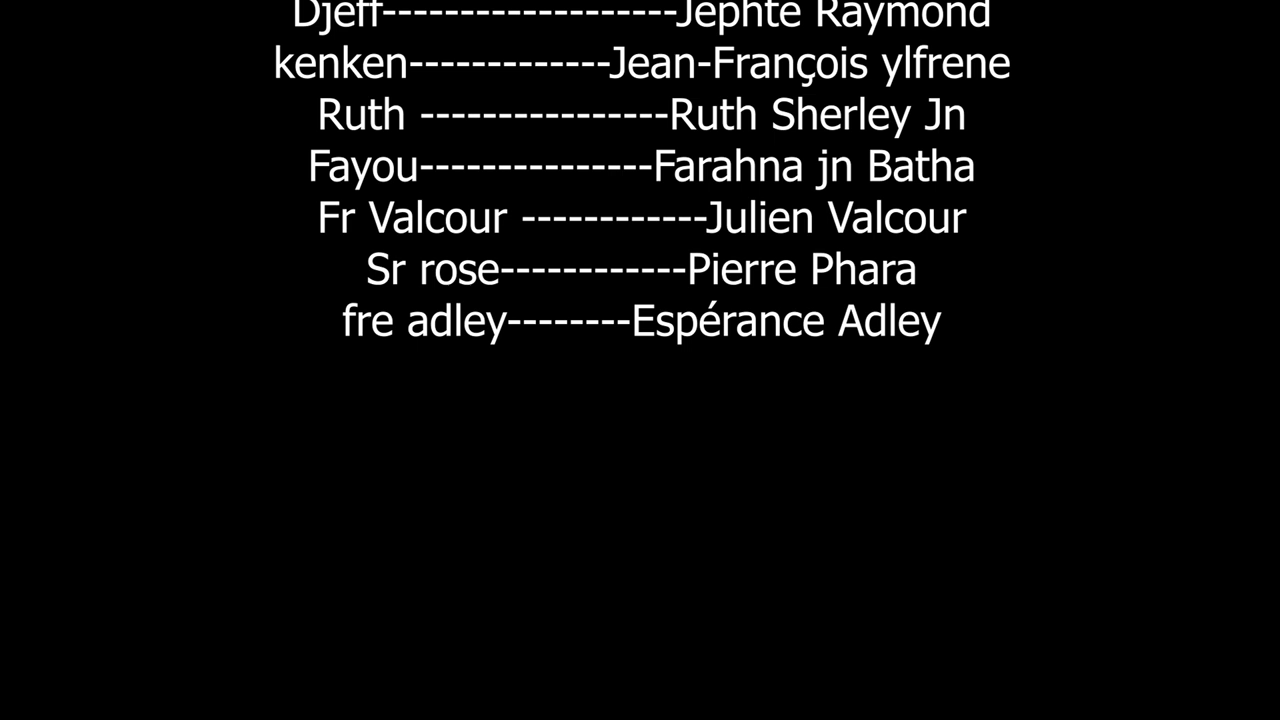 Djeff-------------------Jephte Raymond
kenken-------------Jean-François ylfrene
Ruth ----------------Ruth Sherley Jn
Fayou---------------Farahna jn Batha
Fr Valcour ------------Julien Valcour
Sr rose------------Pierre Phara
fre adley--------Espérance Adley